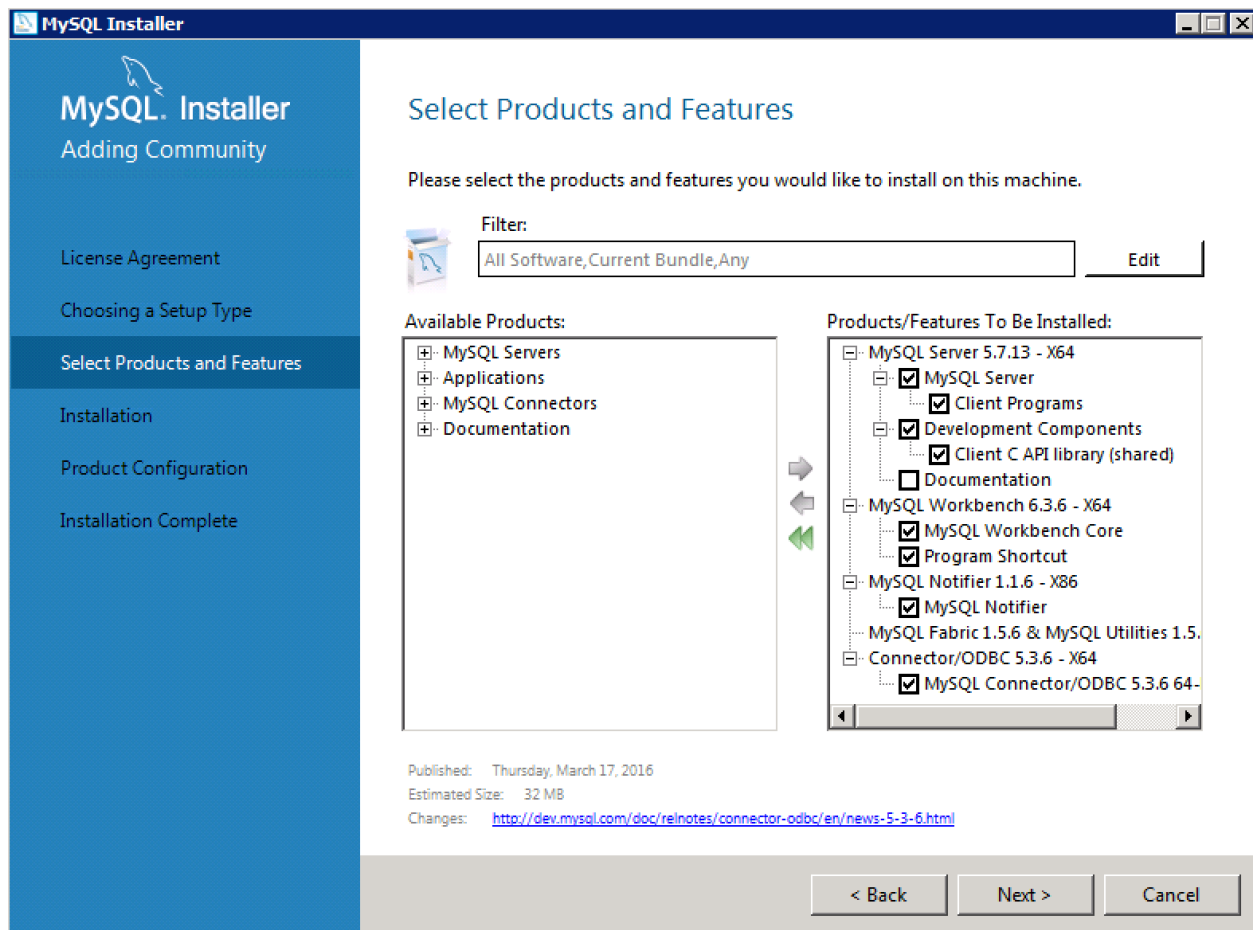 MySQL Installer
MySQL. Installer
Adding Community
License Agreement
Choosing a Setup Type
Select Products and Features
Installation
Product Configuration
Installation Complete
Select Products and Features
Please select the products and features you would like to install on this machine.
Filter:
All Software,Current Bundle,Any
Edit
Available Products:
MySQL Servers
Applications
MySQL Connectors
Documentation
Products/Features To Be Installed:
MySQL Server 5.7.13 - X64
MySQL Server
Client Programs
Development Components
Client C API library (shared)
Documentation
MySQL Workbench 6.3.6 - X64
MySQL Workbench Core
Program Shortcut
MySQL Notifier 1.1.6 - X86
MySQL Notifier
MySQL Fabric 1.5.6 & MySQL Utilities 1.5.
Connector/ODBC 5.3.6 - X64
MySQL Connector/ODBC 5.3.6 64-
Published: Thursday, March 17, 2016
Estimated Size: 32 MB
Changes: http://dev.mysql.com/doc/relnotes/connector-odbc/en/news-5-3-6.html
< Back
Next >
Cancel